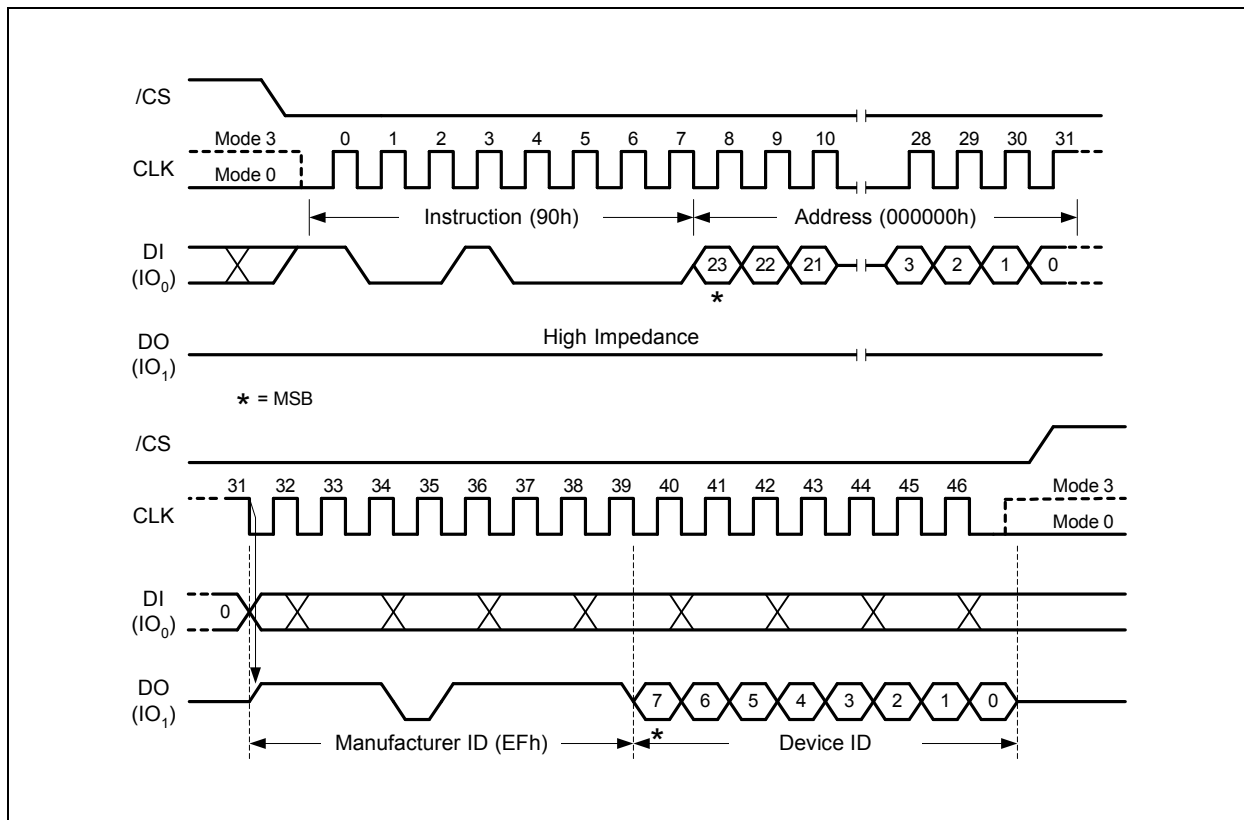 /CS
Mode 3 0 1 2 3 4 5 6 7 8 9 10 28 29 30 31
CLK
Mode 0
Instruction (90h) Address (000000h)
DI
(IO0)
23 22 21 3 2 1 0
*
High Impedance
DO
(IO1)
* = MSB
/CS
31 32 33 34 35 36 37 38 39 40 41 42 43 44 45 46 Mode 3
CLK
Mode 0
DI
(IO0)
0
DO
(IO1)
7 6 5 4 3 2 1 0
*
Manufacturer ID (EFh) Device ID